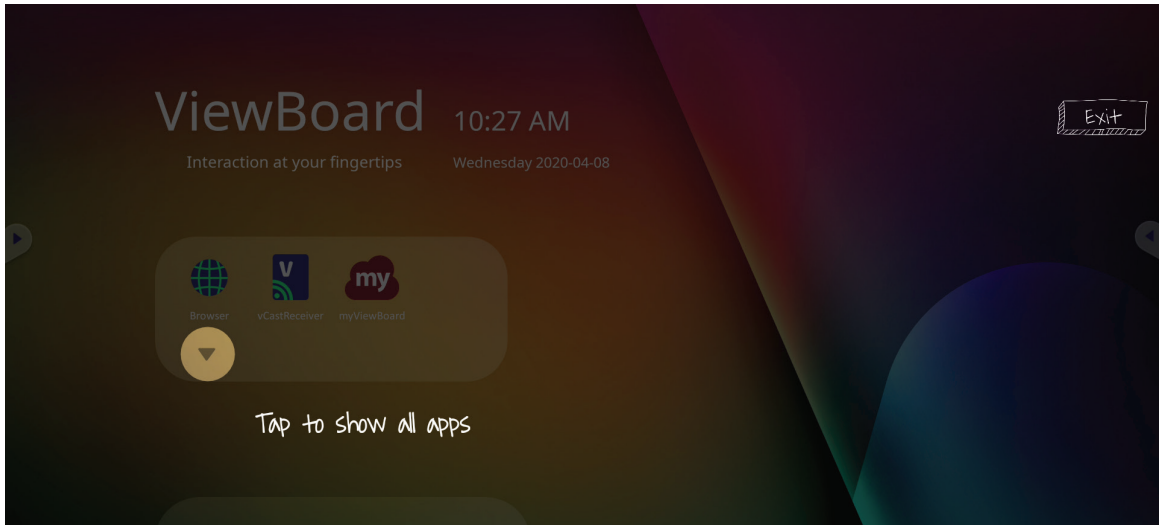 ViewBoard 10:27 AM
Interaction at your fingertips Wednesday 2020-04-08
Exit
V
my
Browser vCastReceiver myViewBoard
Tap to show all apps